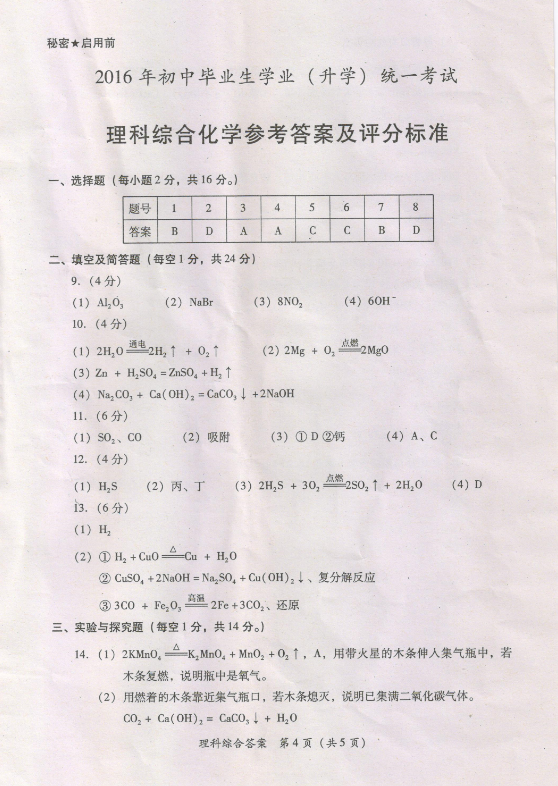 秘密★启用前
2016年初中毕业生学业（升学）统一考试
理科综合化学参考答案及评分标准
一、选择题（每小题2分，共16分。）
题号 1 2 3 4 5 6 7 8
答案 B D A A C C B D
二、填空及简答题（每空1分，共24分）
9.（4分）
（1）Al₂O₃ （2）NaBr （3）8NO₂ （4）6OH⁻
10.（4分）
（1）2H₂O 通电══ 2H₂↑ + O₂↑ （2）2Mg + O₂ 点燃══ 2MgO
（3）Zn + H₂SO₄ = ZnSO₄ + H₂↑
（4）Na₂CO₃ + Ca(OH)₂ = CaCO₃↓ +2NaOH
11.（6分）
（1）SO₂、CO （2）吸附 （3）① D ②钙 （4）A、C
12.（4分）
（1）H₂S （2）丙、丁 （3）2H₂S + 3O₂ 点燃══ 2SO₂↑ + 2H₂O （4）D
13.（6分）
（1）H₂
（2）① H₂ + CuO △══ Cu + H₂O
② CuSO₄ +2NaOH = Na₂SO₄ + Cu(OH)₂↓、复分解反应
③ 3CO + Fe₂O₃ 高温══ 2Fe +3CO₂、还原
三、实验与探究题（每空1分，共14分。）
14.（1）2KMnO₄ △══ K₂MnO₄ + MnO₂ + O₂↑，A，用带火星的木条伸入集气瓶中，若
木条复燃，说明瓶中是氧气。
（2）用燃着的木条靠近集气瓶口，若木条熄灭，说明已集满二氧化碳气体。
CO₂ + Ca(OH)₂ = CaCO₃↓ + H₂O
理科综合答案 第4页（共5页）